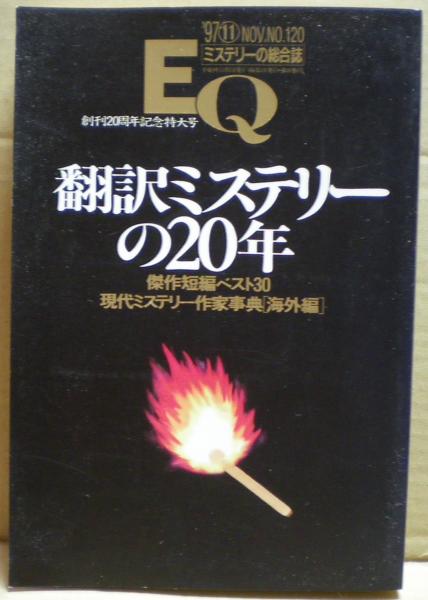 '97 11 NOV.NO.120
ミステリーの総合誌
EQ
創刊20周年記念特大号
翻訳ミステリー
の20年
傑作短編ベスト30
現代ミステリー作家事典[海外編]